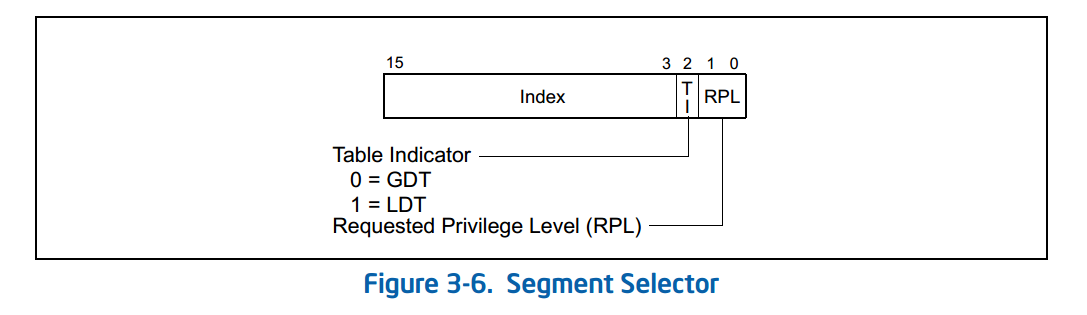 15 3 2 1 0
Index TI RPL
Table Indicator
0 = GDT
1 = LDT
Requested Privilege Level (RPL)
Figure 3-6. Segment Selector